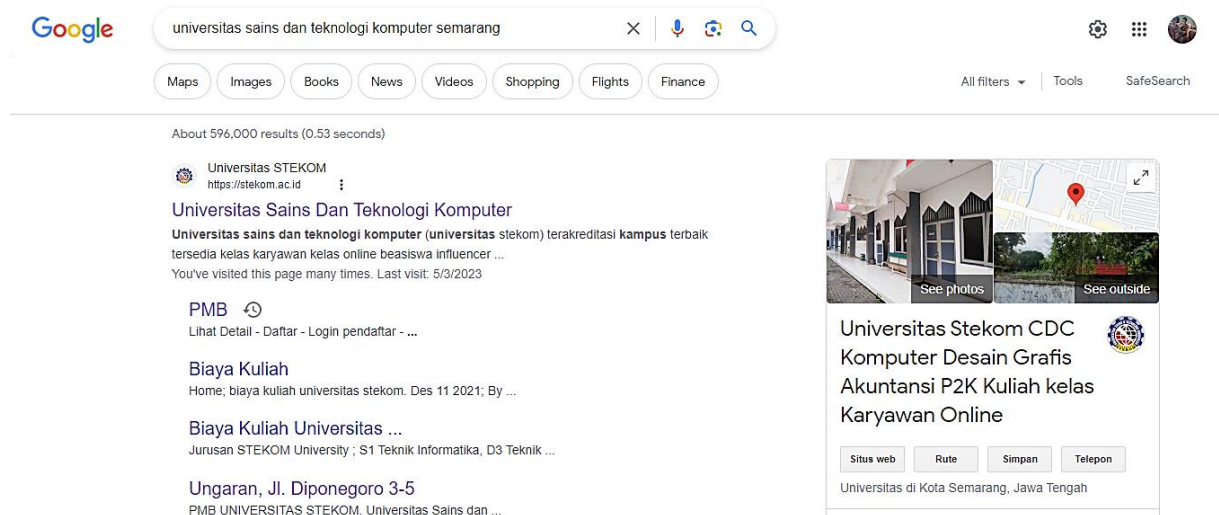 Google
universitas sains dan teknologi komputer semarang
Maps
Images
Books
News
Videos
Shopping
Flights
Finance
All filters
Tools
SafeSearch
About 596,000 results (0.53 seconds)
Universitas STEKOM
https://stekom.ac.id
Universitas Sains Dan Teknologi Komputer
Universitas sains dan teknologi komputer (universitas stekom) terakreditasi kampus terbaik
tersedia kelas karyawan kelas online beasiswa influencer ...
You've visited this page many times. Last visit: 5/3/2023
PMB
Lihat Detail - Daftar - Login pendaftar - ...
Biaya Kuliah
Home; biaya kuliah universitas stekom. Des 11 2021; By ...
Biaya Kuliah Universitas ...
Jurusan STEKOM University ; S1 Teknik Informatika, D3 Teknik ...
Ungaran, Jl. Diponegoro 3-5
PMB UNIVERSITAS STEKOM. Universitas Sains dan ...
See photos
See outside
Universitas Stekom CDC
Komputer Desain Grafis
Akuntansi P2K Kuliah kelas
Karyawan Online
Situs web
Rute
Simpan
Telepon
Universitas di Kota Semarang, Jawa Tengah